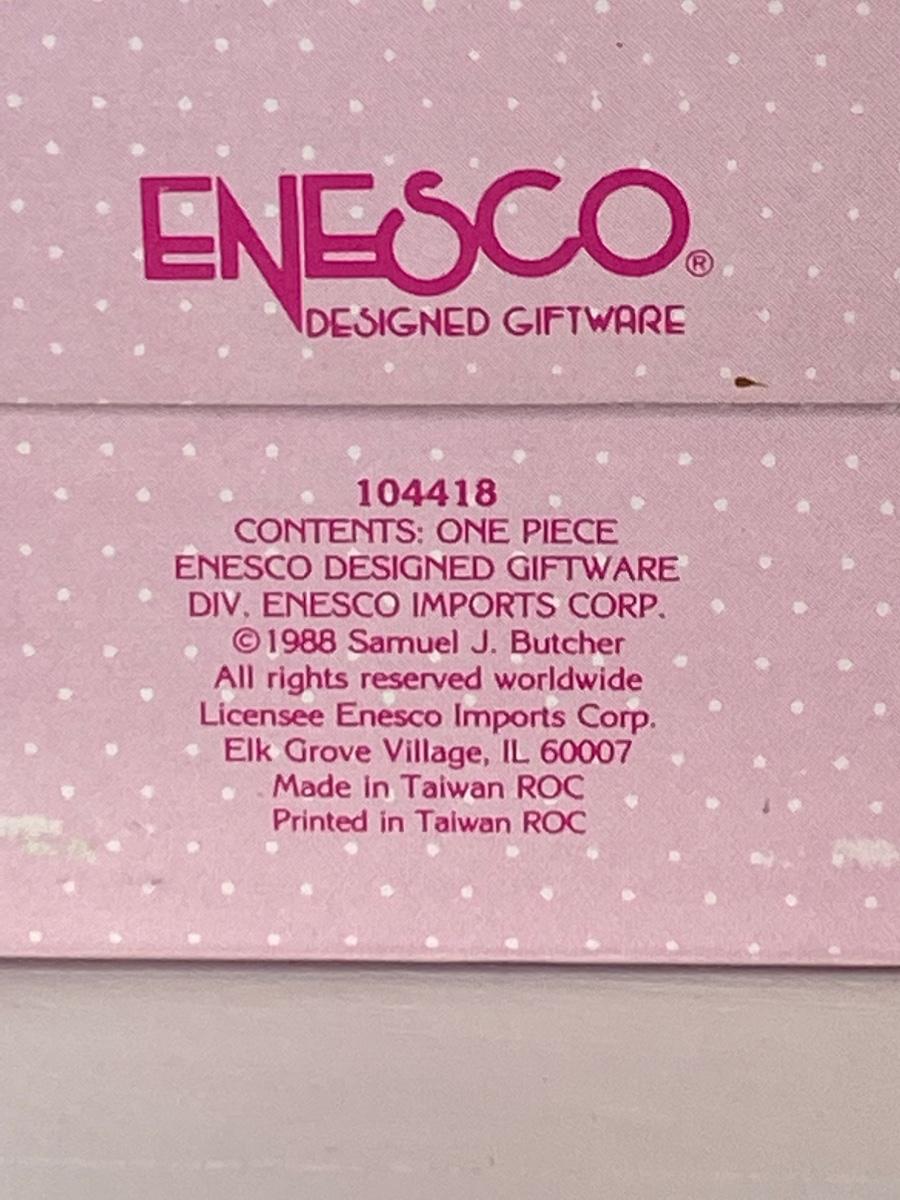 ENESCO®
DESIGNED GIFTWARE
104418
CONTENTS: ONE PIECE
ENESCO DESIGNED GIFTWARE
DIV. ENESCO IMPORTS CORP.
©1988 Samuel J. Butcher
All rights reserved worldwide
Licensee Enesco Imports Corp.
Elk Grove Village, IL 60007
Made in Taiwan ROC
Printed in Taiwan ROC